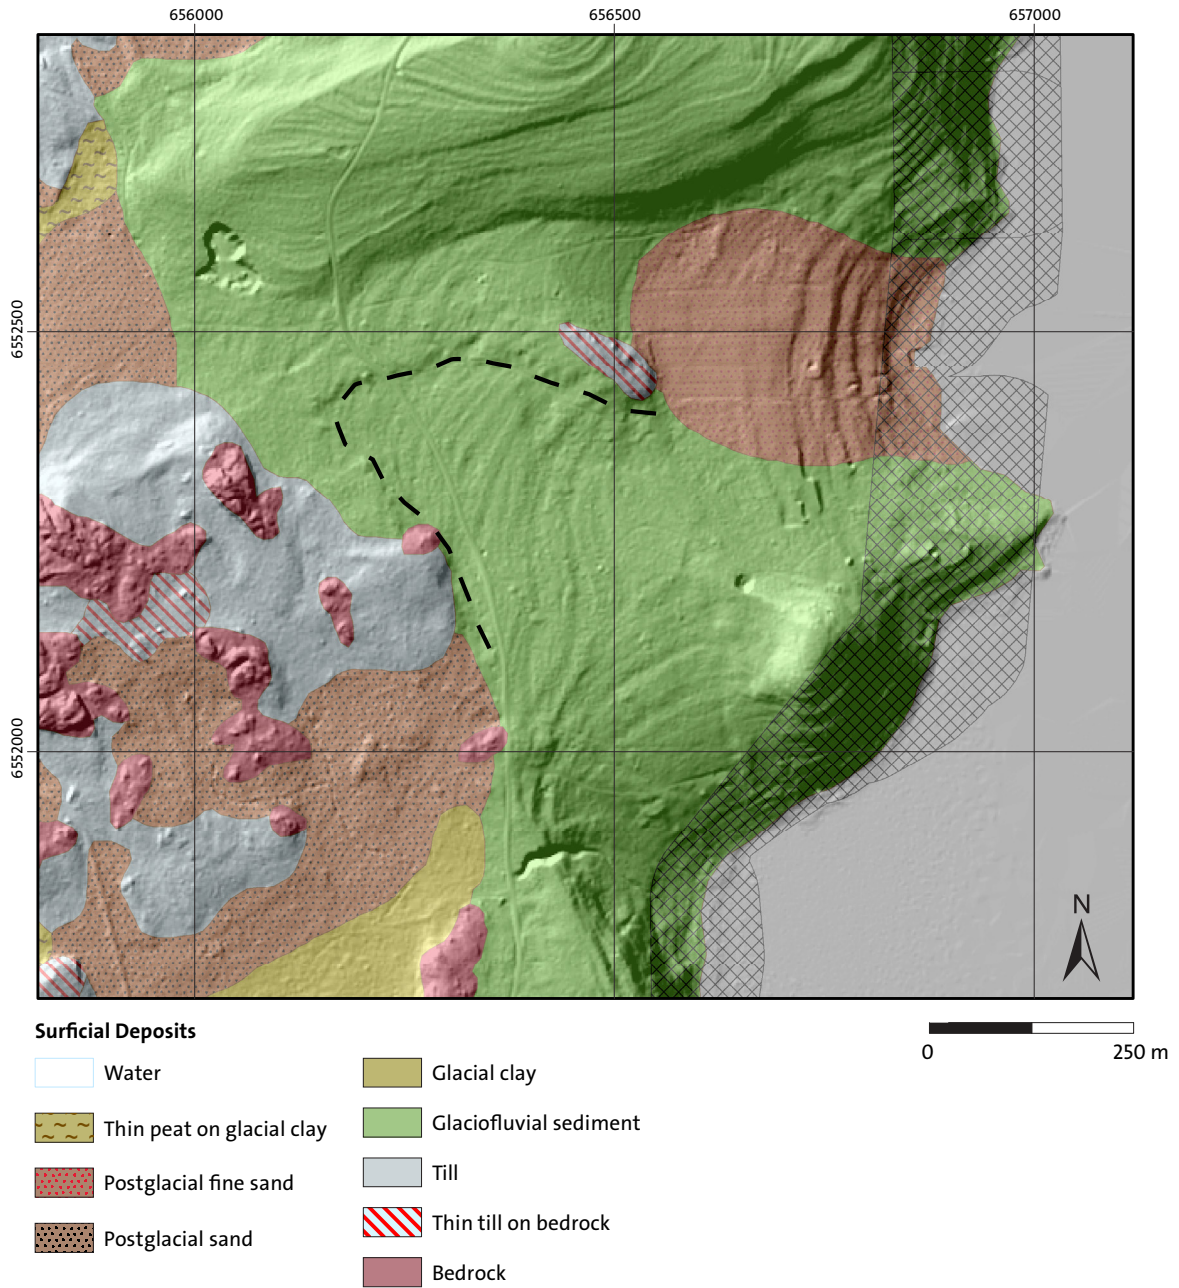 656000 656500 657000
6552500
6552000
N
Surficial Deposits
0 250 m
Water
Thin peat on glacial clay
Postglacial fine sand
Postglacial sand
Glacial clay
Glaciofluvial sediment
Till
Thin till on bedrock
Bedrock